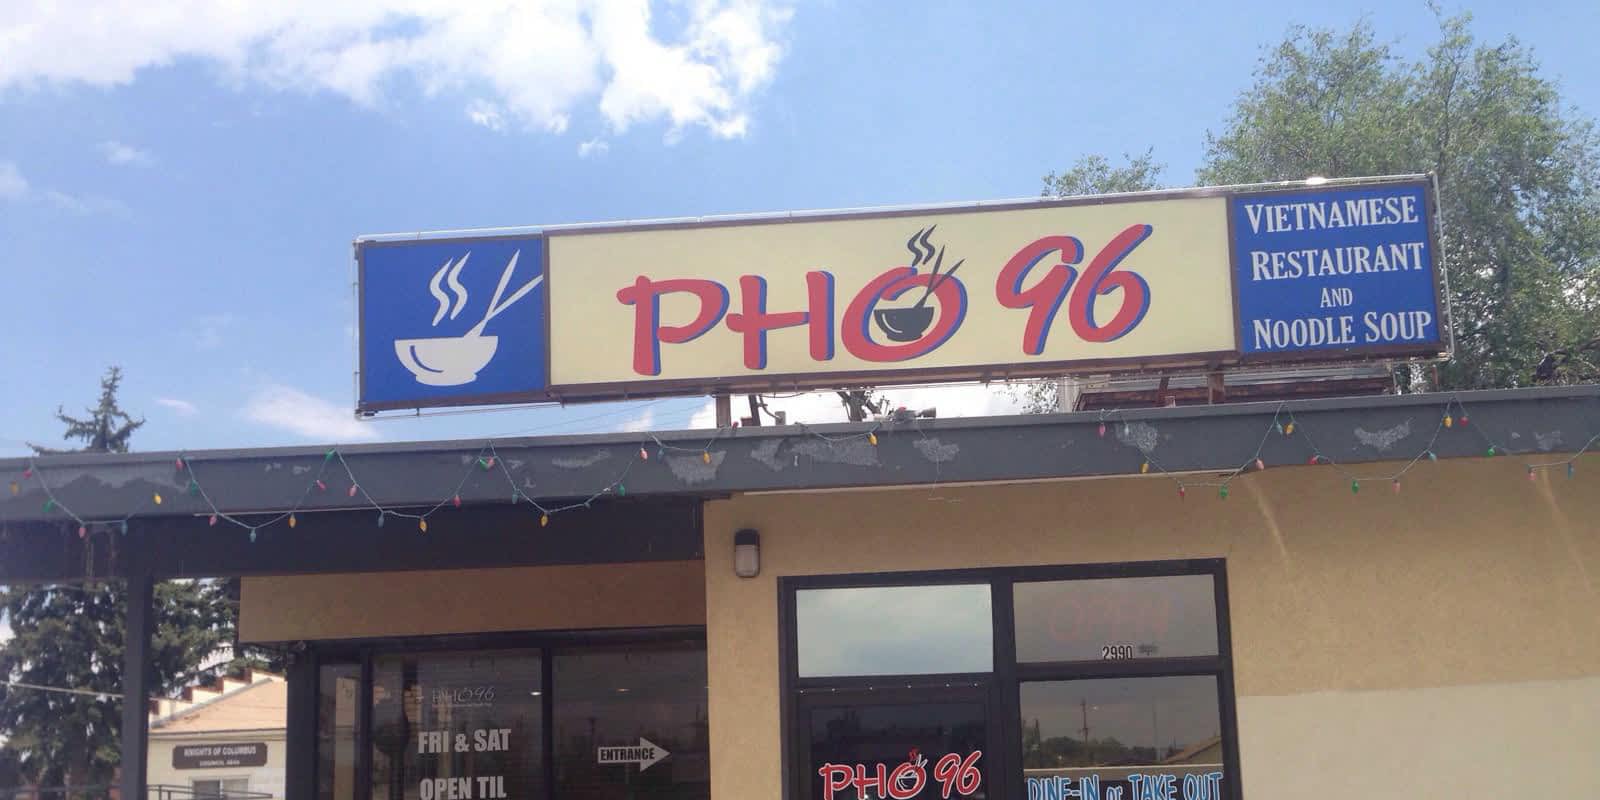 PHO 96
VIETNAMESE
RESTAURANT
AND
NOODLE SOUP
OPEN
2990
PHO 96
FRI & SAT
OPEN TIL
ENTRANCE
KNIGHTS OF COLUMBUS
PHO 96
DINE-IN or TAKE OUT